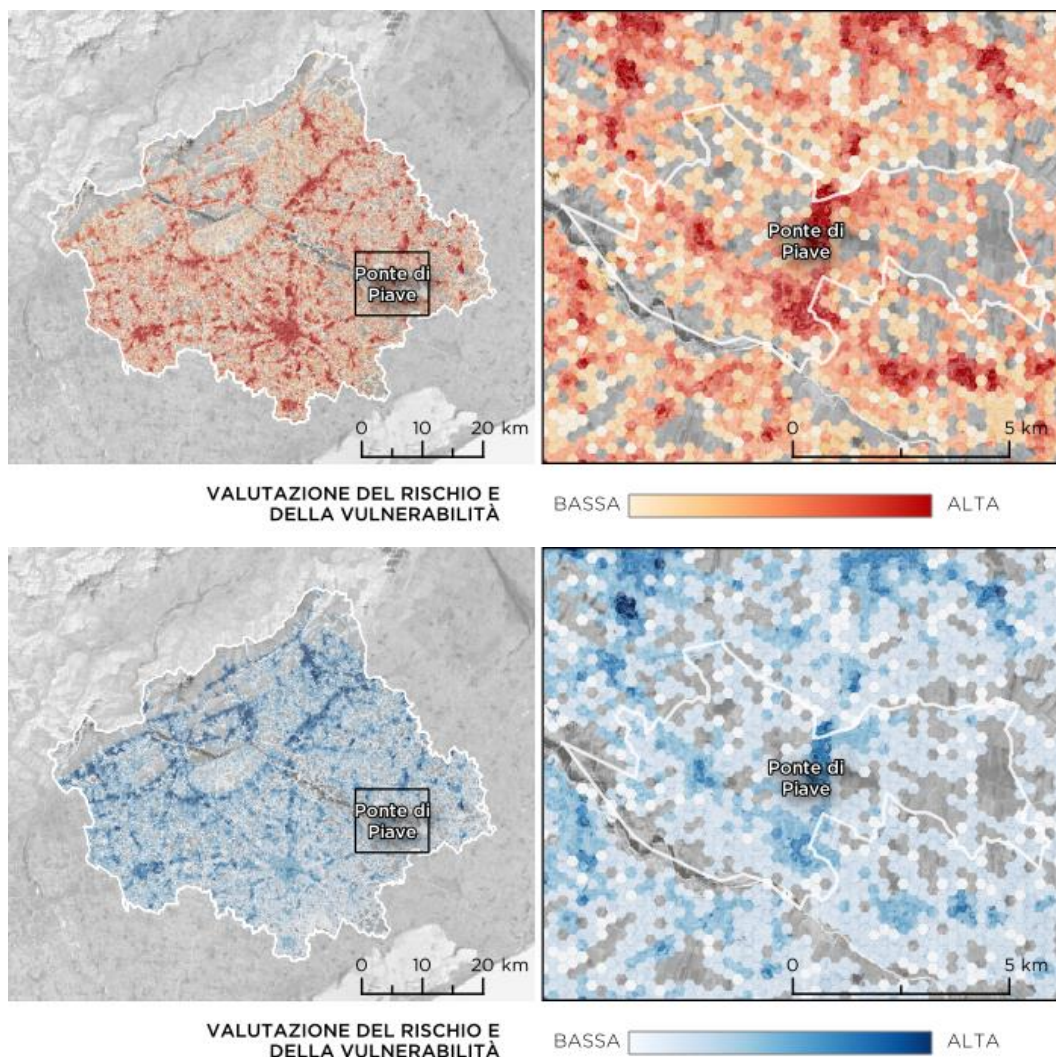 Ponte di
Piave
0 10 20 km
Ponte di
Piave
0 5 km
VALUTAZIONE DEL RISCHIO E
DELLA VULNERABILITÀ
BASSA ALTA
Ponte di
Piave
0 10 20 km
Ponte di
Piave
0 5 km
VALUTAZIONE DEL RISCHIO E
DELLA VULNERABILITÀ
BASSA ALTA